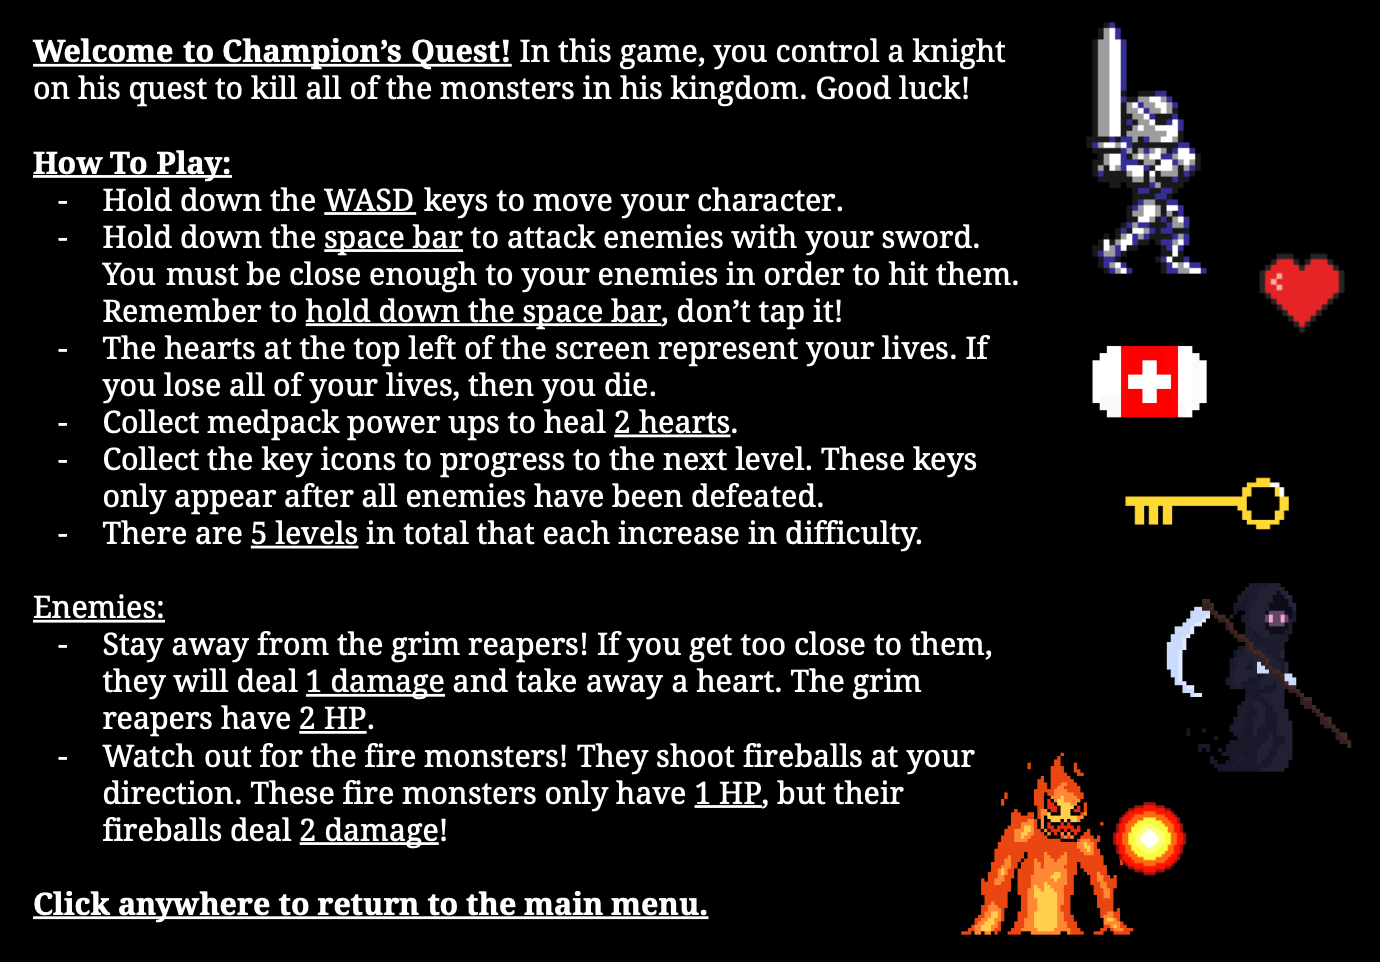 Welcome to Champion’s Quest! In this game, you control a knight
on his quest to kill all of the monsters in his kingdom. Good luck!
How To Play:
- Hold down the WASD keys to move your character.
- Hold down the space bar to attack enemies with your sword.
You must be close enough to your enemies in order to hit them.
Remember to hold down the space bar, don’t tap it!
- The hearts at the top left of the screen represent your lives. If
you lose all of your lives, then you die.
- Collect medpack power ups to heal 2 hearts.
- Collect the key icons to progress to the next level. These keys
only appear after all enemies have been defeated.
- There are 5 levels in total that each increase in difficulty.
Enemies:
- Stay away from the grim reapers! If you get too close to them,
they will deal 1 damage and take away a heart. The grim
reapers have 2 HP.
- Watch out for the fire monsters! They shoot fireballs at your
direction. These fire monsters only have 1 HP, but their
fireballs deal 2 damage!
Click anywhere to return to the main menu.